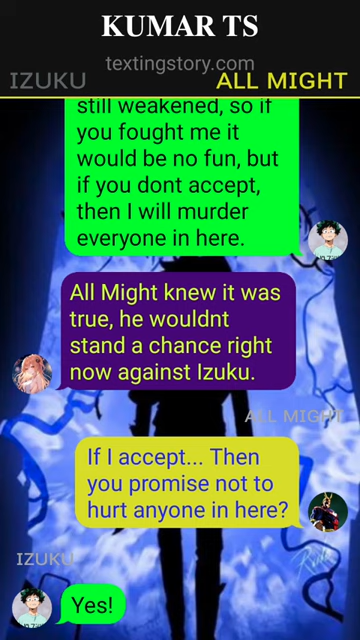 KUMAR TS
textingstory.com
IZUKU ALL MIGHT
still weakened, so if
you fought me it
would be no fun, but
if you dont accept,
then I will murder
everyone in here.
All Might knew it was
true, he wouldnt
stand a chance right
now against Izuku.
ALL MIGHT
If I accept... Then
you promise not to
hurt anyone in here?
IZUKU
Yes!